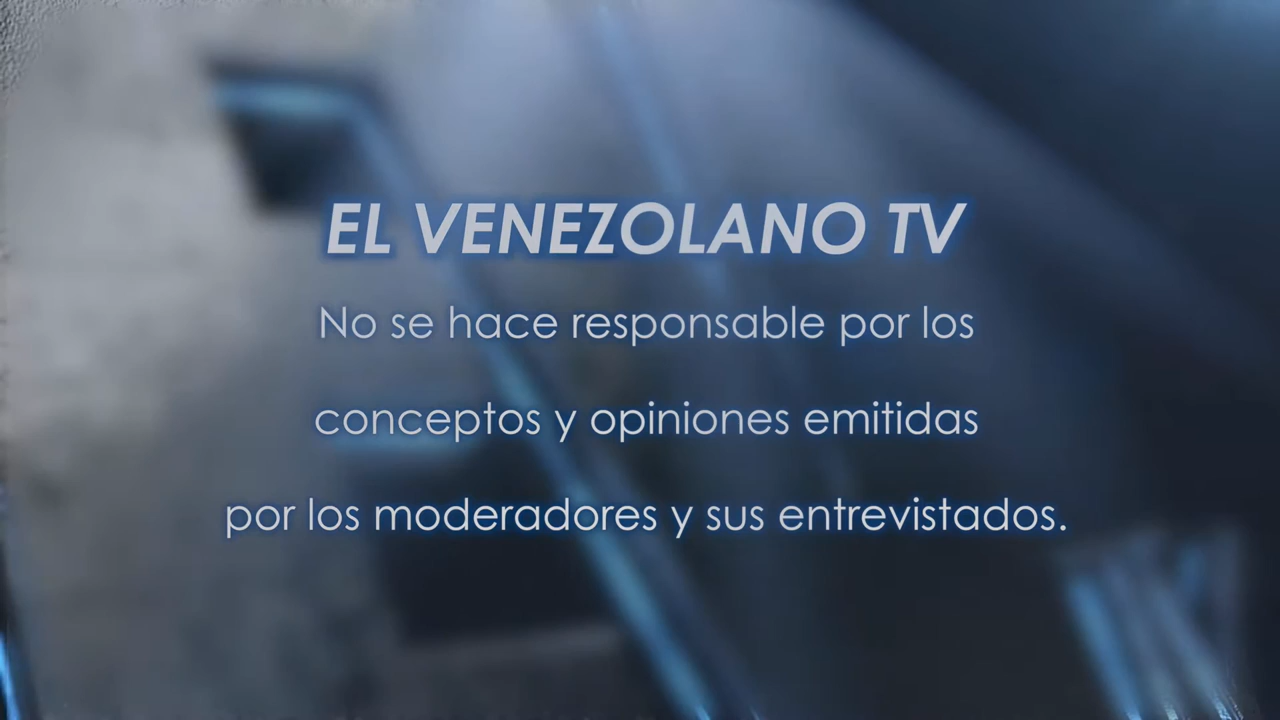 EL VENEZOLANO TV
No se hace responsable por los
conceptos y opiniones emitidas
por los moderadores y sus entrevistados.